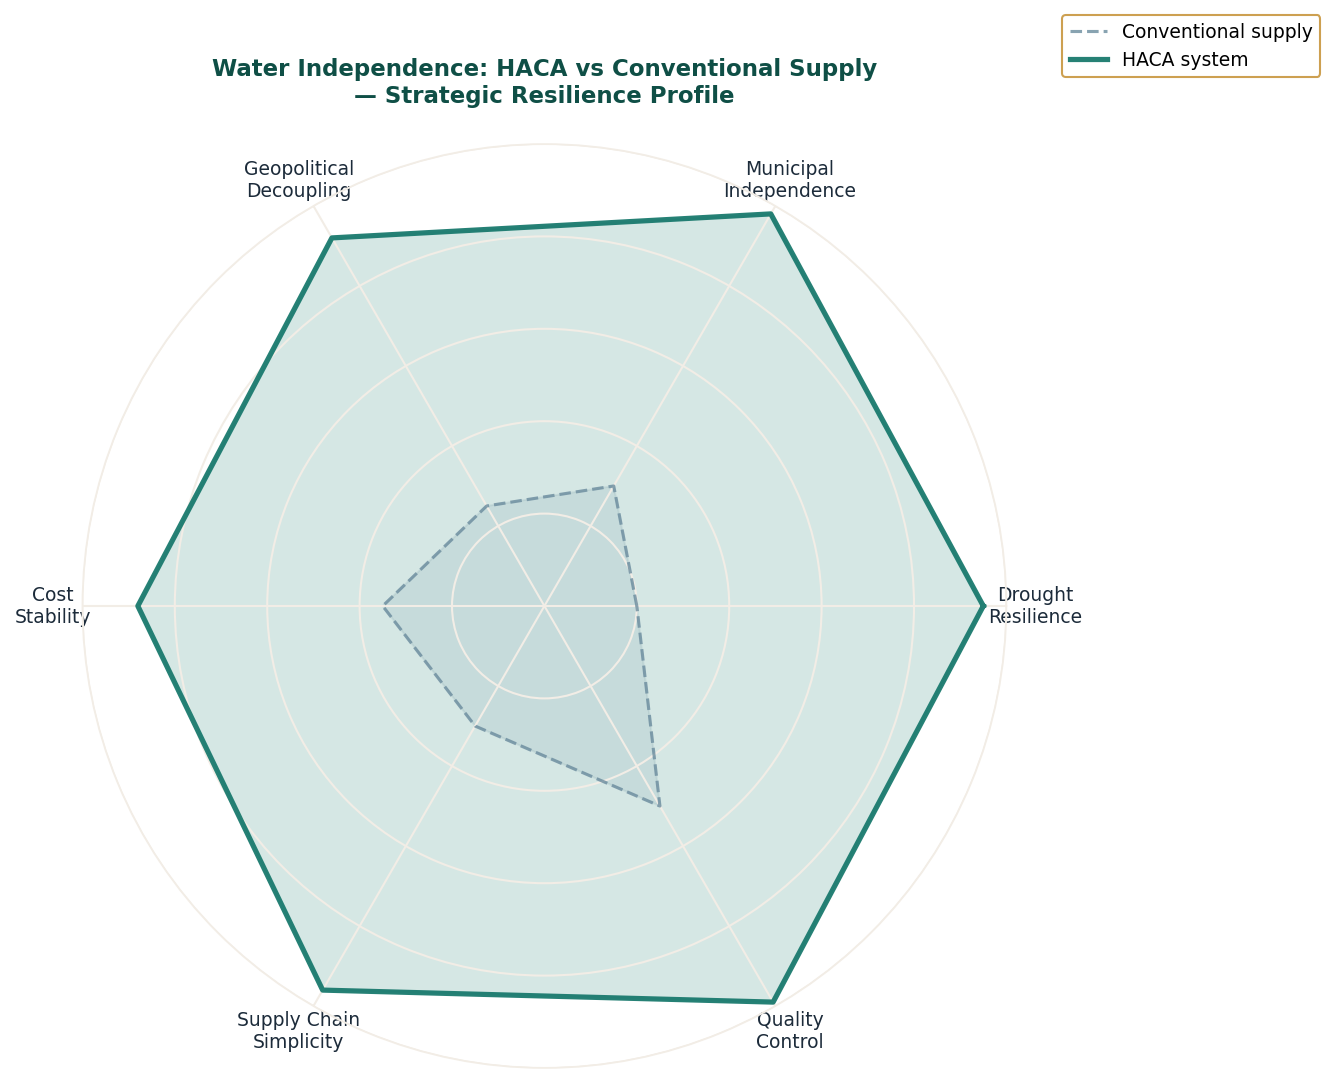 Conventional supply
HACA system
Water Independence: HACA vs Conventional Supply
— Strategic Resilience Profile
Geopolitical
Decoupling
Municipal
Independence
Cost
Stability
Drought
Resilience
Supply Chain
Simplicity
Quality
Control